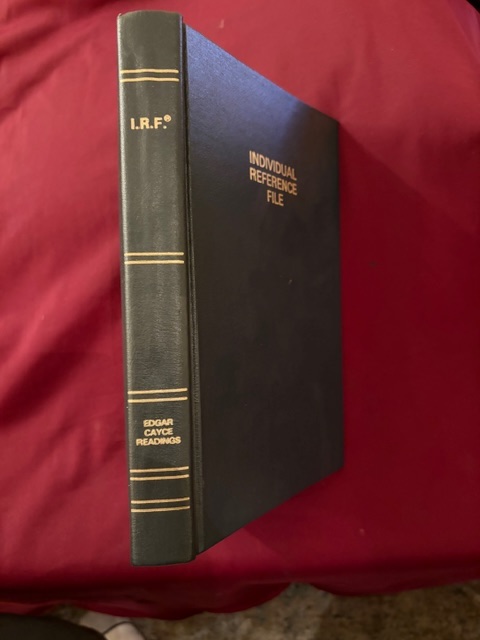 I.R.F.®
EDGAR
CAYCE
READINGS
INDIVIDUAL
REFERENCE
FILE